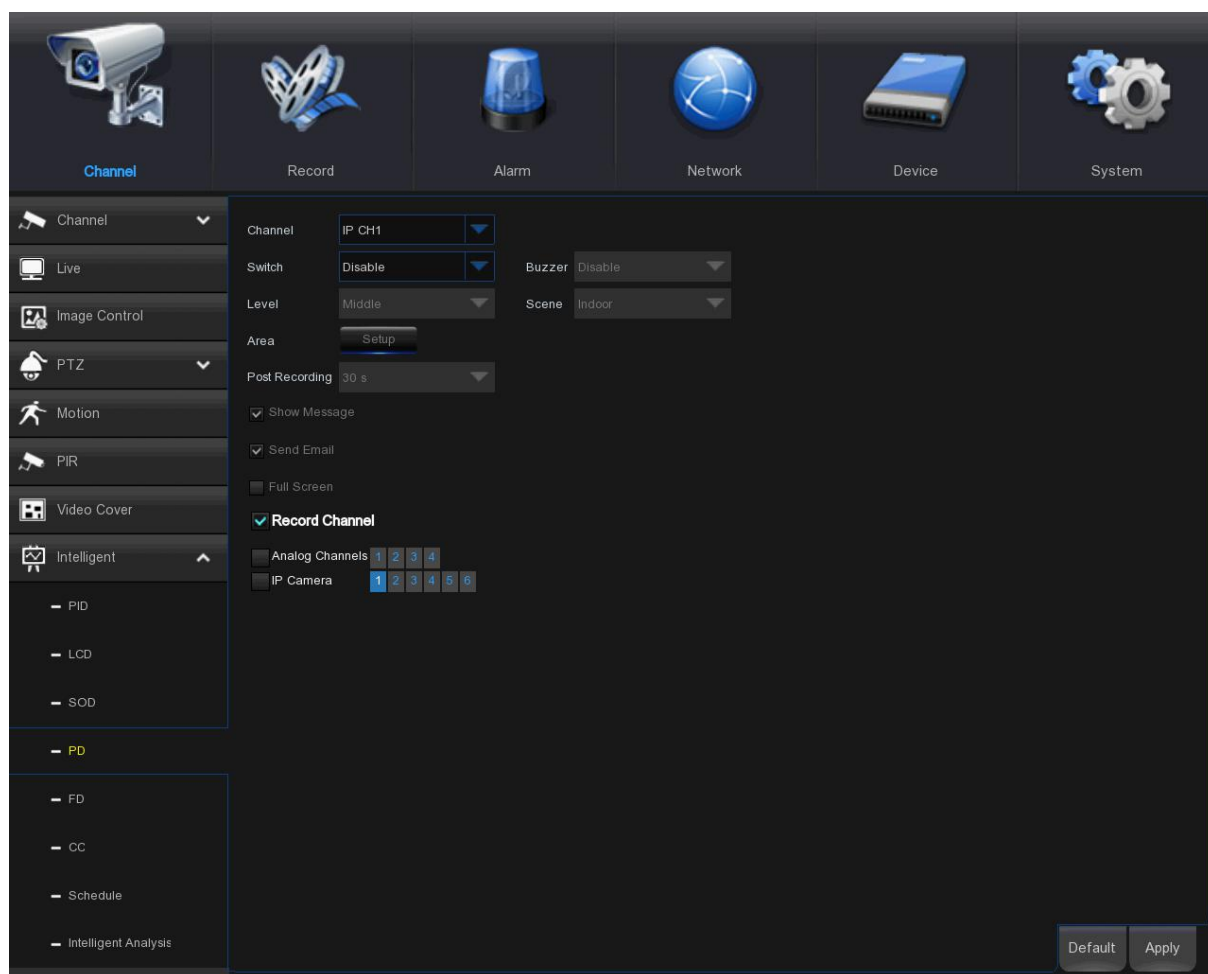 Channel Record Alarm Network Device System
Channel
Live
Image Control
PTZ
Motion
PIR
Video Cover
Intelligent
PID
LCD
SOD
PD
FD
CC
Schedule
Intelligent Analysis
Channel IP CH1
Switch Disable Buzzer Disable
Level Middle Scene Indoor
Area Setup
Post Recording 30 s
Show Message
Send Email
Full Screen
Record Channel
Analog Channels 1 2 3 4
IP Camera 1 2 3 4 5 6
Default Apply